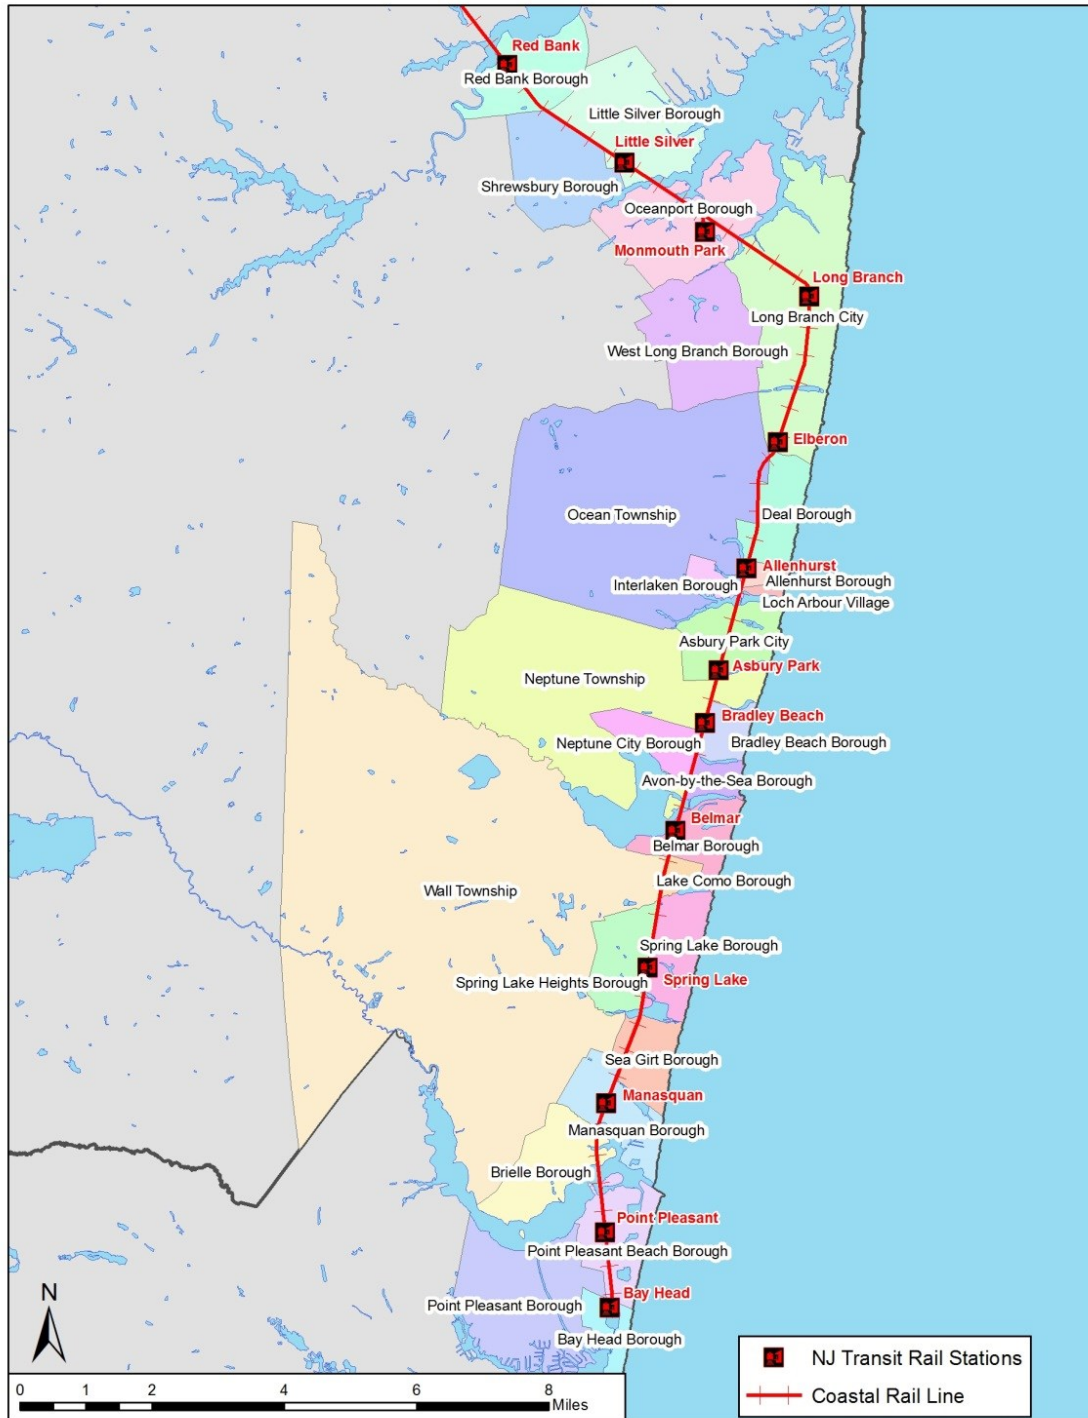 Red Bank
Red Bank Borough
Little Silver Borough
Little Silver
Shrewsbury Borough
Oceanport Borough
Monmouth Park
Long Branch
Long Branch City
West Long Branch Borough
Elberon
Deal Borough
Ocean Township
Allenhurst
Allenhurst Borough
Interlaken Borough
Loch Arbour Village
Asbury Park City
Asbury Park
Neptune Township
Bradley Beach
Bradley Beach Borough
Neptune City Borough
Avon-by-the-Sea Borough
Belmar
Belmar Borough
Lake Como Borough
Wall Township
Spring Lake Borough
Spring Lake Heights Borough
Spring Lake
Sea Girt Borough
Manasquan
Manasquan Borough
Brielle Borough
Point Pleasant
Point Pleasant Beach Borough
Bay Head
Point Pleasant Borough
Bay Head Borough
N
0 1 2 4 6 8
Miles
NJ Transit Rail Stations
Coastal Rail Line